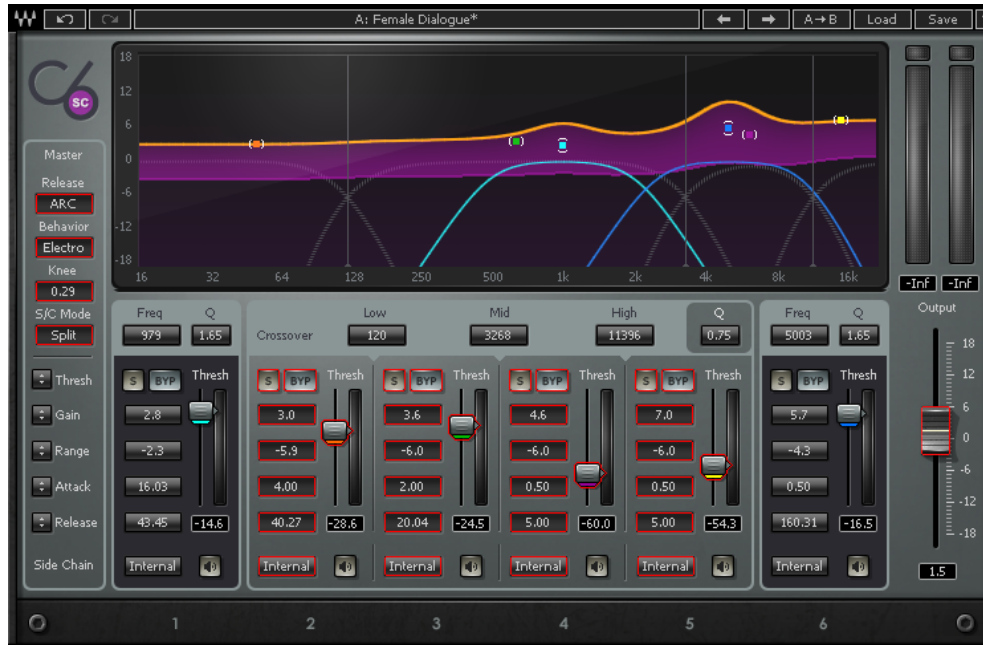 A: Female Dialogue*
A→B
Load
Save
C6
SC
18
12
6
0
-6
-12
-18
16 32 64 128 250 500 1k 2k 4k 8k 16k
-Inf -Inf
Master
Release
ARC
Behavior
Electro
Knee
0.29
S/C Mode
Split
Thresh
Gain
Range
Attack
Release
Side Chain
Freq Q
979 1.65
S BYP Thresh
2.8
-2.3
16.03
43.45 -14.6
Internal
Low Mid High Q
Crossover 120 3268 11396 0.75
S BYP Thresh
3.0
-5.9
4.00
40.27 -28.6
Internal
S BYP Thresh
3.6
-6.0
2.00
20.04 -24.5
Internal
S BYP Thresh
4.6
-6.0
0.50
5.00 -60.0
Internal
S BYP Thresh
7.0
-6.0
0.50
5.00 -54.3
Internal
Freq Q
5003 1.65
S BYP Thresh
5.7
-4.3
0.50
160.31 -16.5
Internal
Output
18
12
6
0
-6
-12
-18
1.5
1 2 3 4 5 6